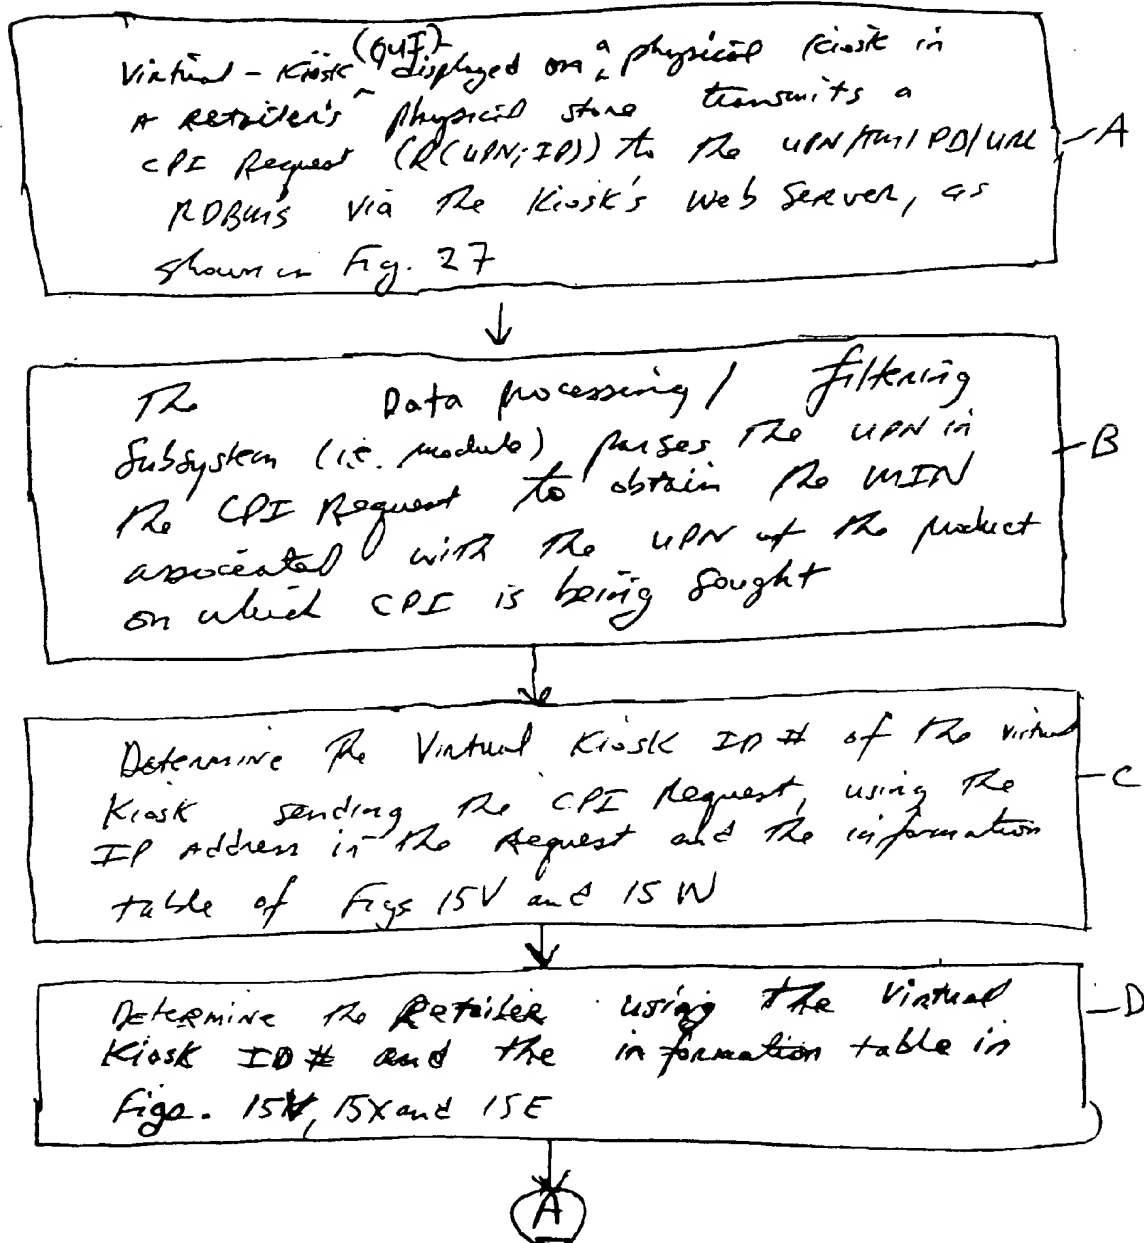 Virtual-Kiosk (GUI) displayed on a physical Kiosk in
A Retailer's physical store transmits a
CPI Request (R(UPN; IP)) to the UPN/TM/PD/URL
RDBMS via the Kiosk's Web Server, as
shown in Fig. 27
A
The Data processing/ filtering
Subsystem (i.e. module) parses the UPN in
the CPI Request to obtain the MIN
associated with the UPN of the product
on which CPI is being sought
B
Determine the Virtual Kiosk ID # of the virtual
Kiosk sending the CPI Request, using the
IP Address in the Request and the information
table of Figs 15V and 15W
C
Determine the Retailer using the Virtual
Kiosk ID # and the information table in
Figs. 15 , 15X and 15E
D
A